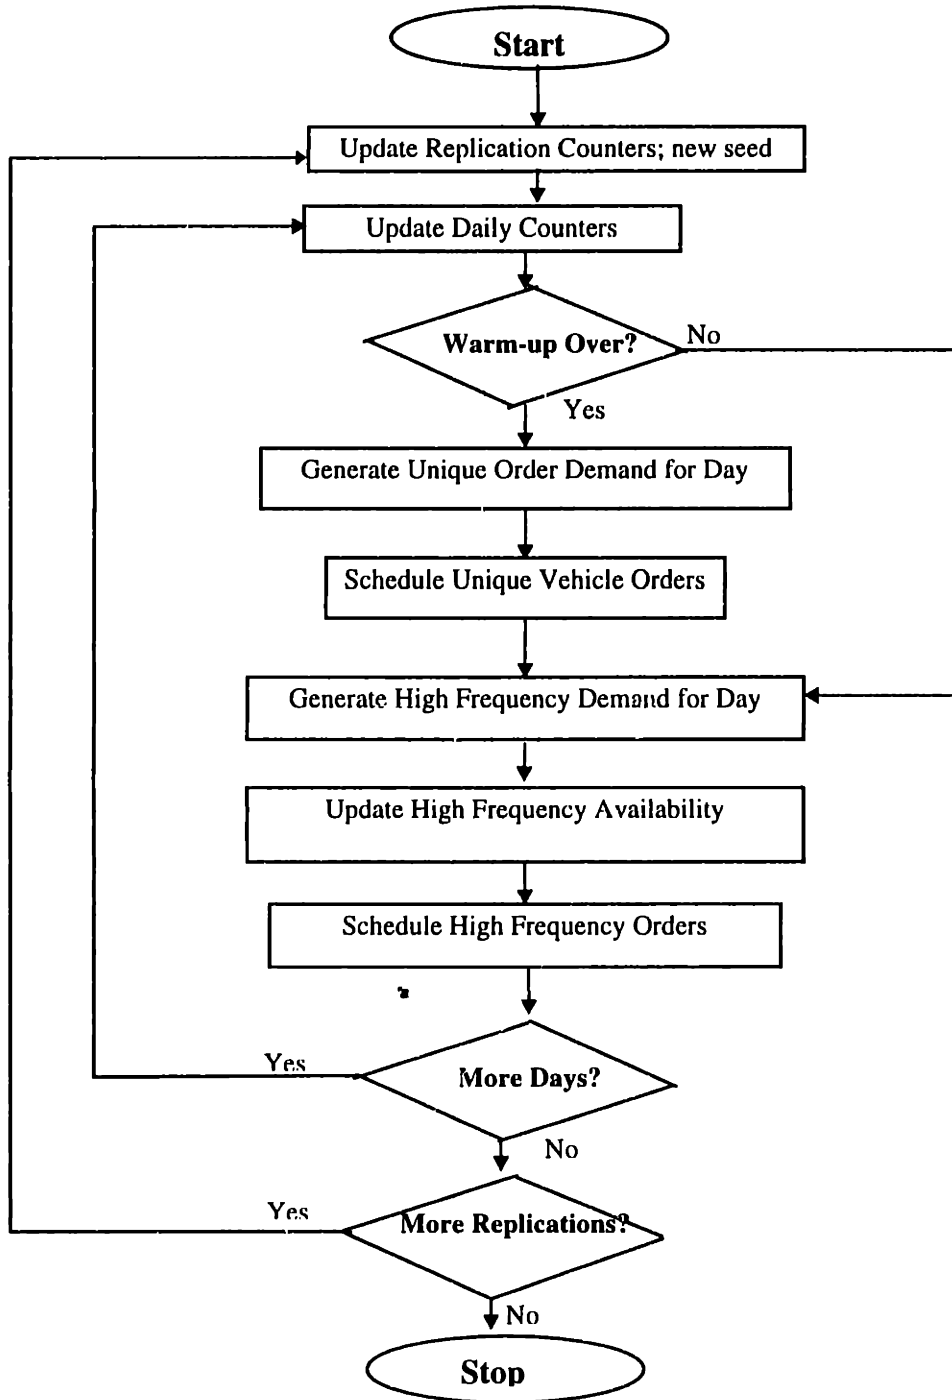 Start
Update Replication Counters; new seed
Update Daily Counters
Warm-up Over?
No
Yes
Generate Unique Order Demand for Day
Schedule Unique Vehicle Orders
Generate High Frequency Demand for Day
Update High Frequency Availability
Schedule High Frequency Orders
Yes
More Days?
No
Yes
More Replications?
No
Stop